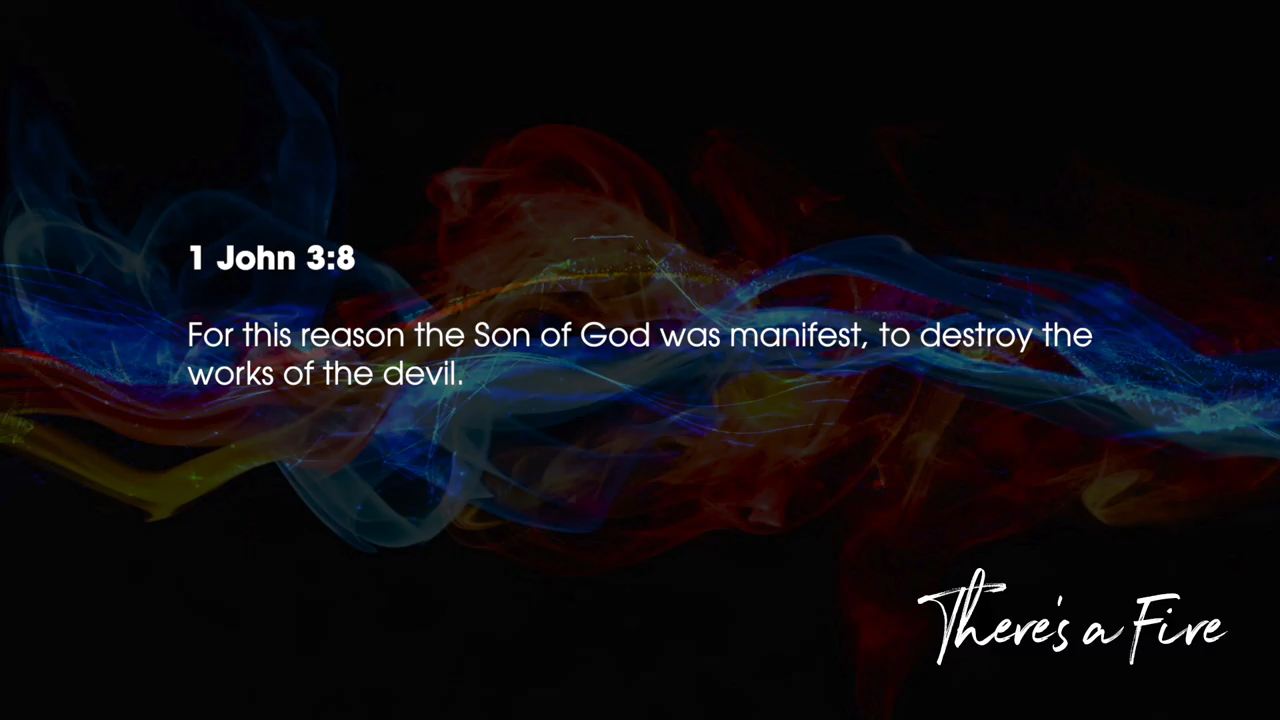 1 John 3:8
For this reason the Son of God was manifest, to destroy the
works of the devil.
There's a Fire